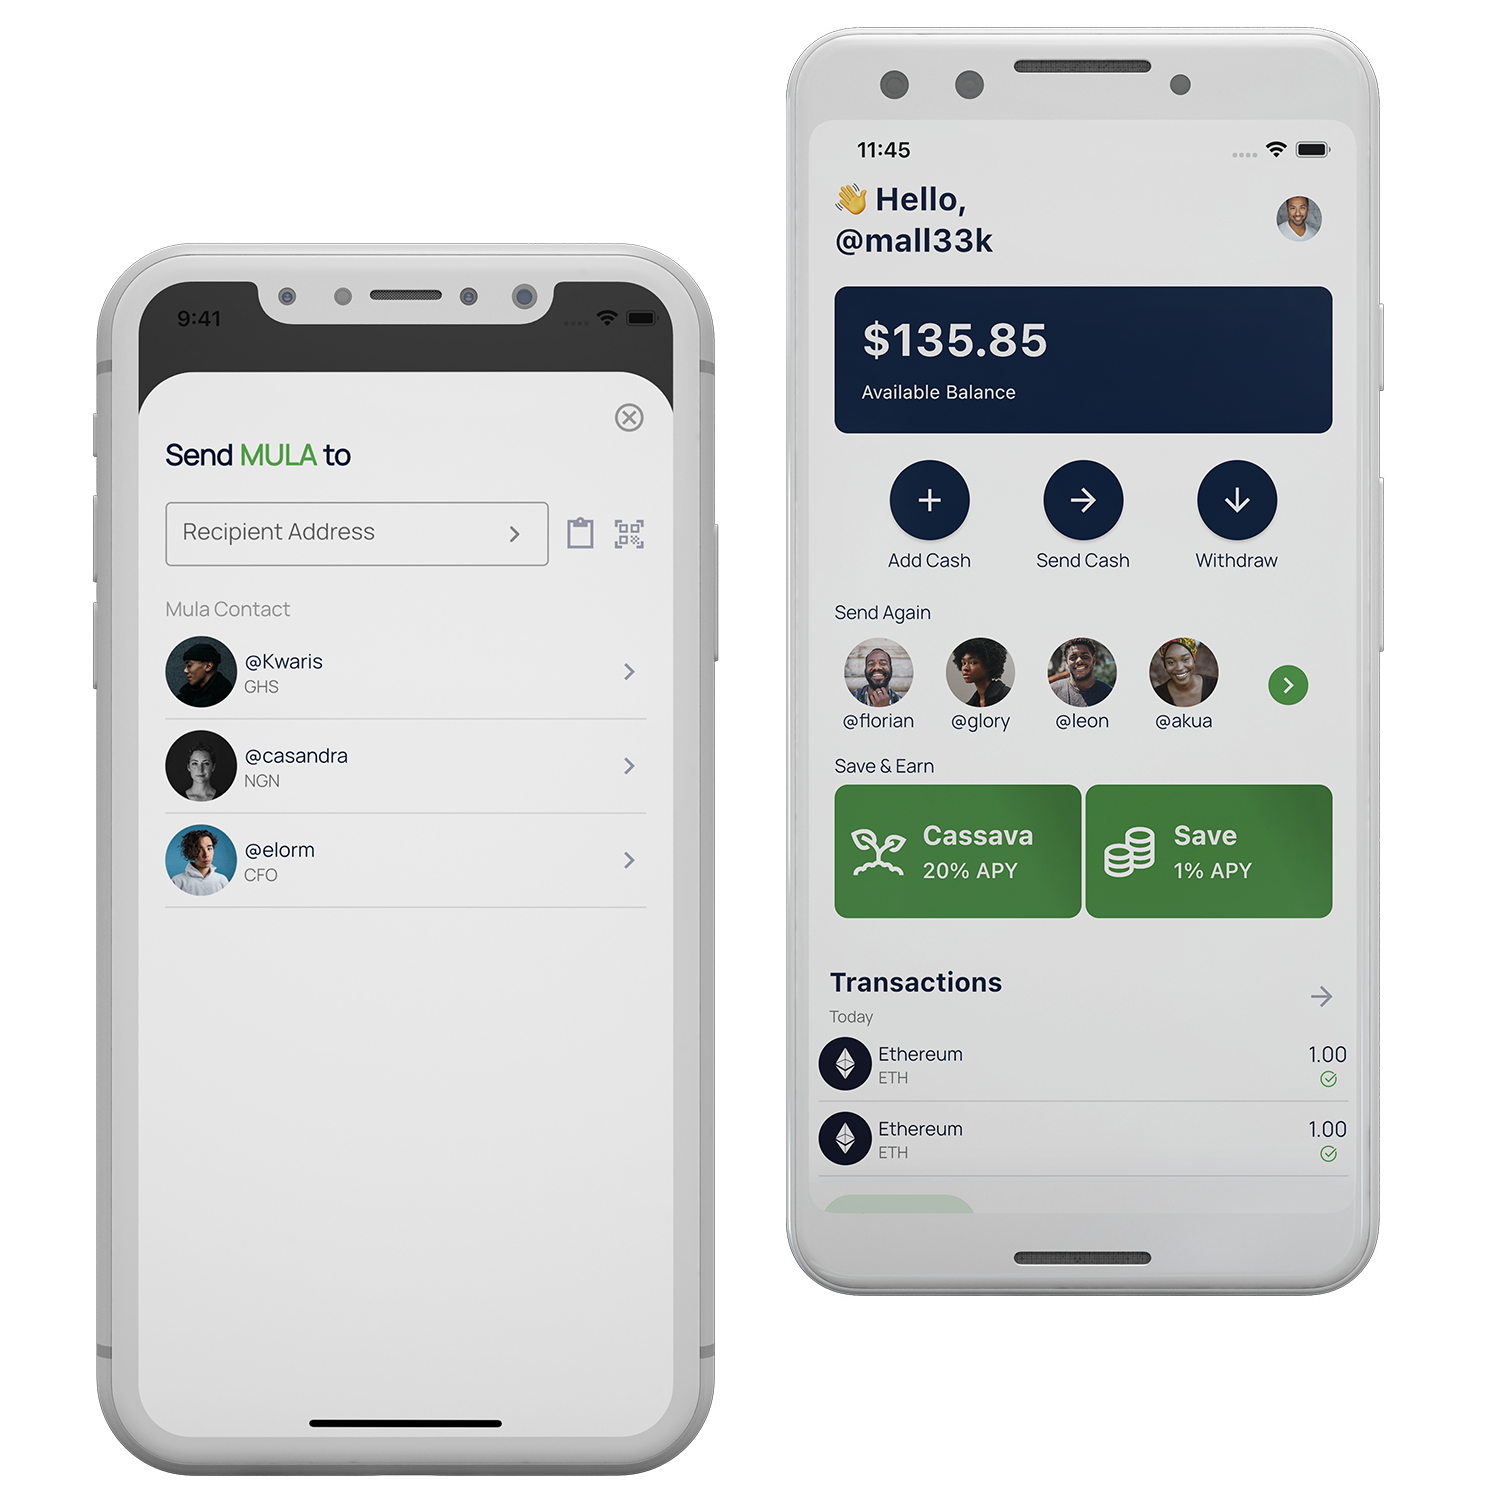 9:41
Send MULA to
Recipient Address
Mula Contact
@Kwaris
GHS
@casandra
NGN
@elorm
CFO
11:45
Hello,
@mall33k
$135.85
Available Balance
Add Cash Send Cash Withdraw
Send Again
@florian @glory @leon @akua
Save & Earn
Cassava
20% APY
Save
1% APY
Transactions
Today
Ethereum 1.00
ETH
Ethereum 1.00
ETH